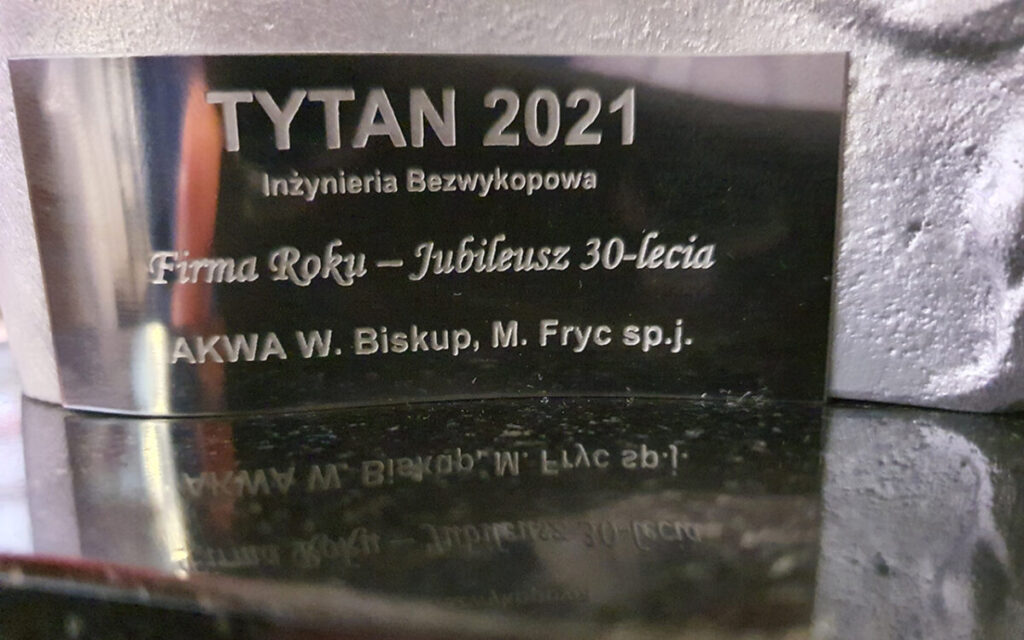 TYTAN 2021
Inżynieria Bezwykopowa
Firma Roku – Jubileusz 30-lecia
AKWA W. Biskup, M. Fryc sp.j.